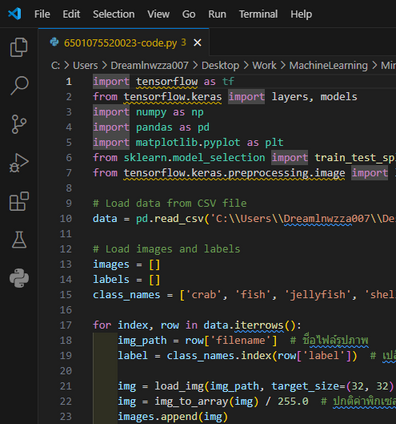 File Edit Selection View Go Run Terminal Help
6501075520023-code.py 3
C: > Users > Dreamlnwzza007 > Desktop > Work > MachineLearning >
1 import tensorflow as tf
2 from tensorflow.keras import layers, models
3 import numpy as np
4 import pandas as pd
5 import matplotlib.pyplot as plt
6 from sklearn.model_selection import train_test_sp
7 from tensorflow.keras.preprocessing.image import
8
9 # Load data from CSV file
10 data = pd.read_csv('C:\\Users\\Dreamlnwzza007\\De
11
12 # Load images and labels
13 images = []
14 labels = []
15 class_names = ['crab', 'fish', 'jellyfish', 'shel
16
17 for index, row in data.iterrows():
18 img_path = row['filename'] # ชื่อไฟล์รูปภาพ
19 label = class_names.index(row['label']) #
20
21 img = load_img(img_path, target_size=(32, 32)
22 img = img_to_array(img) / 255.0 # ปกติค่าพิกเซล
23 images.append(img)